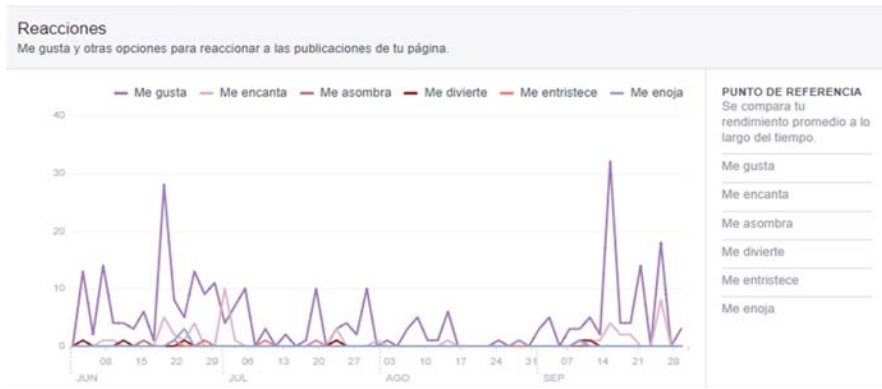 Reacciones
Me gusta y otras opciones para reaccionar a las publicaciones de tu página.
Me gusta Me encanta Me asombra Me divierte Me entristece Me enoja
40
30
20
10
0
08 15 22 29 06 13 20 27 03 10 17 24 31 07 14 21 28
JUN JUL AGO SEP
PUNTO DE REFERENCIA
Se compara tu
rendimiento promedio a lo
largo del tiempo.
Me gusta
Me encanta
Me asombra
Me divierte
Me entristece
Me enoja